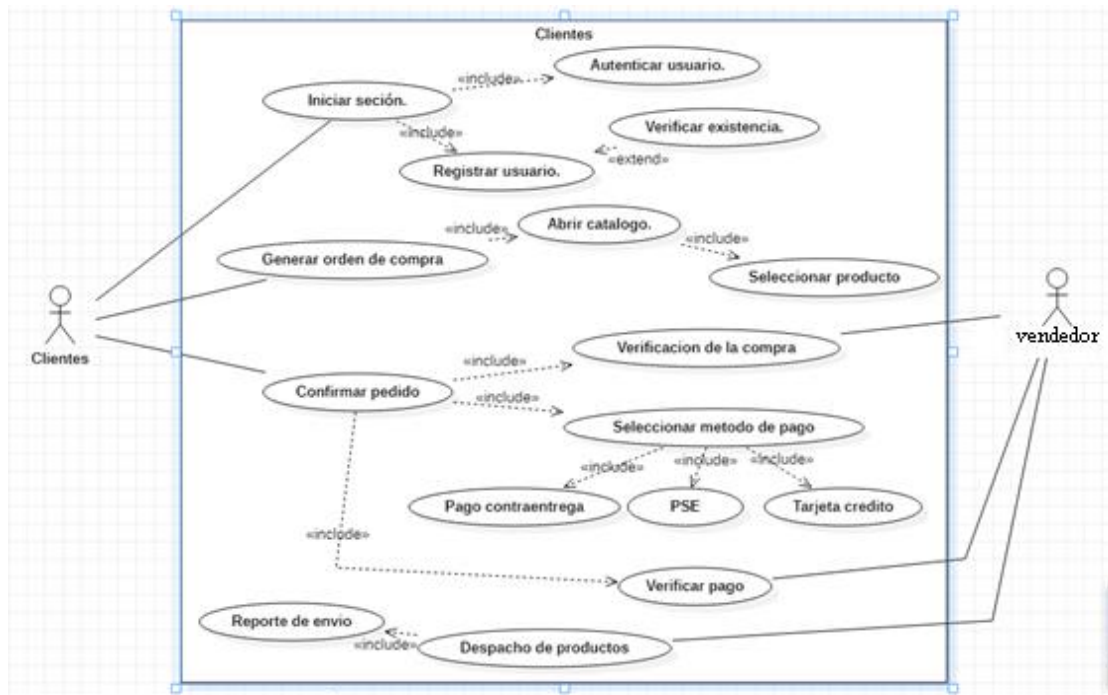 Clientes
Autenticar usuario.
«include»
Iniciar seción.
Verificar existencia.
«include»
«extend»
Registrar usuario.
Abrir catalogo.
«include»
«include»
Generar orden de compra
Seleccionar producto
Clientes
vendedor
Verificacion de la compra
«include»
Confirmar pedido
«include»
Seleccionar metodo de pago
«include»
«include»
«include»
Pago contraentrega
PSE
Tarjeta credito
«include»
Verificar pago
Reporte de envio
«include»
Despacho de productos